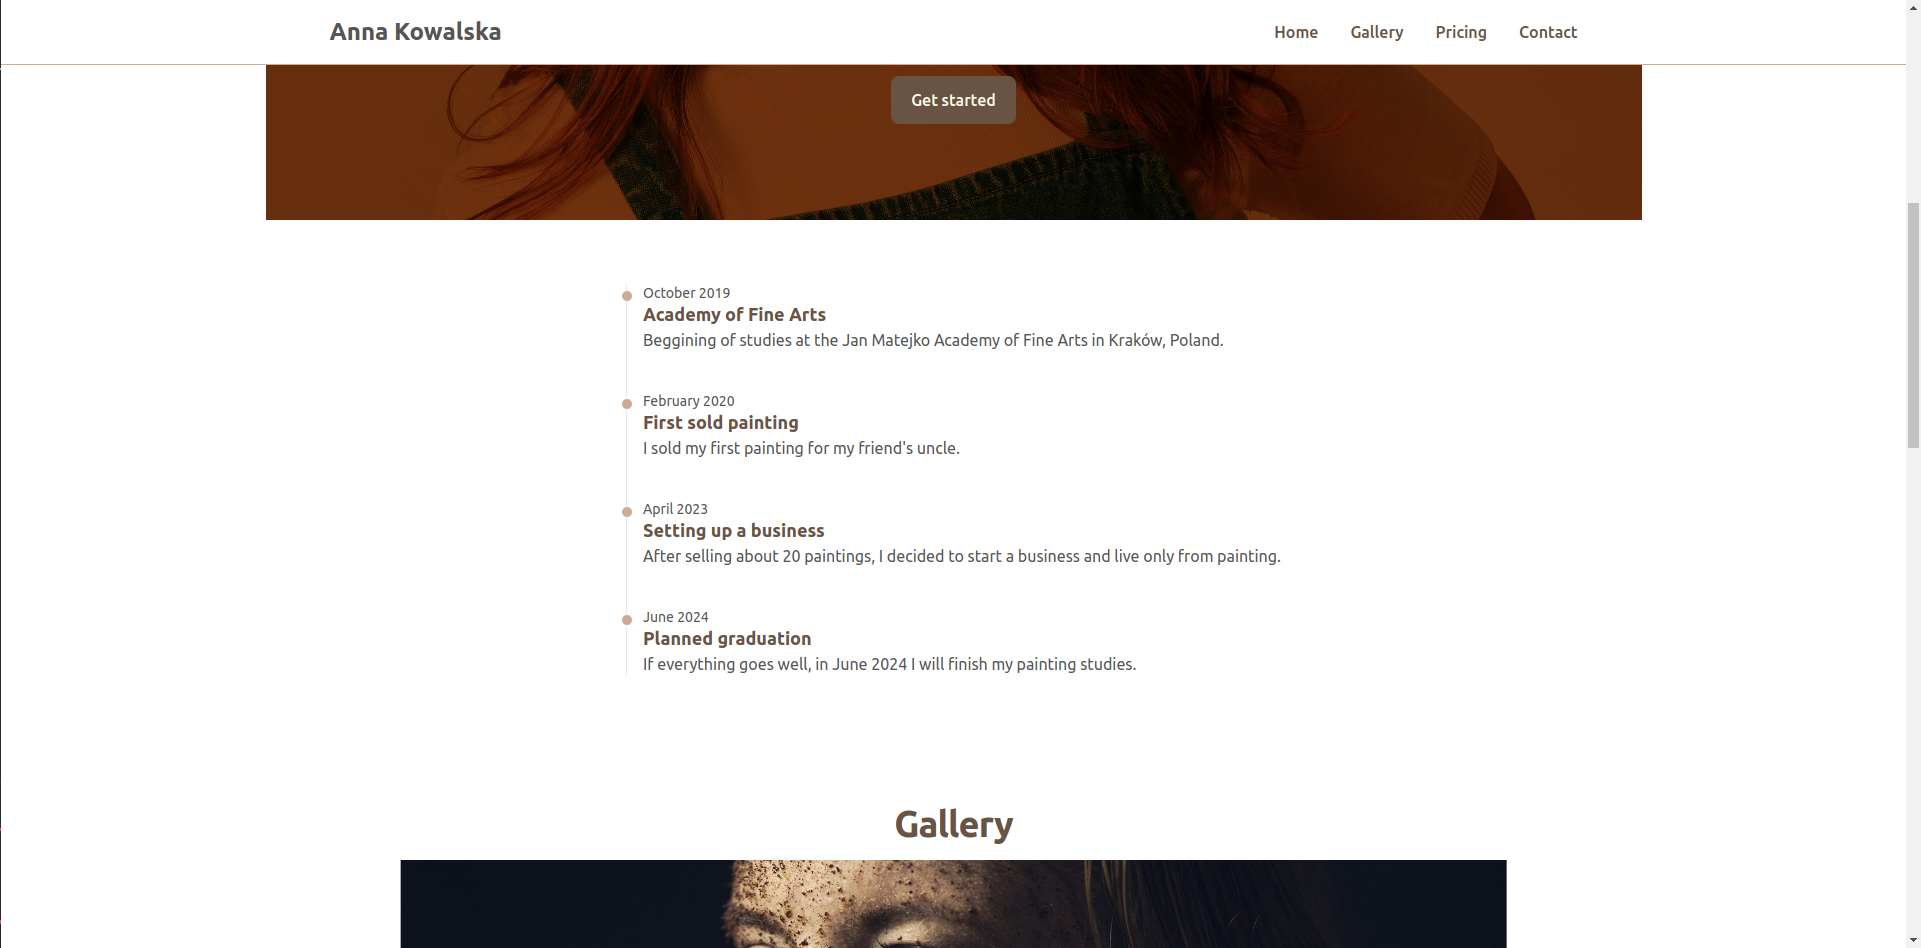 Anna Kowalska
Home Gallery Pricing Contact
Get started
October 2019
Academy of Fine Arts
Beggining of studies at the Jan Matejko Academy of Fine Arts in Kraków, Poland.
February 2020
First sold painting
I sold my first painting for my friend's uncle.
April 2023
Setting up a business
After selling about 20 paintings, I decided to start a business and live only from painting.
June 2024
Planned graduation
If everything goes well, in June 2024 I will finish my painting studies.
Gallery